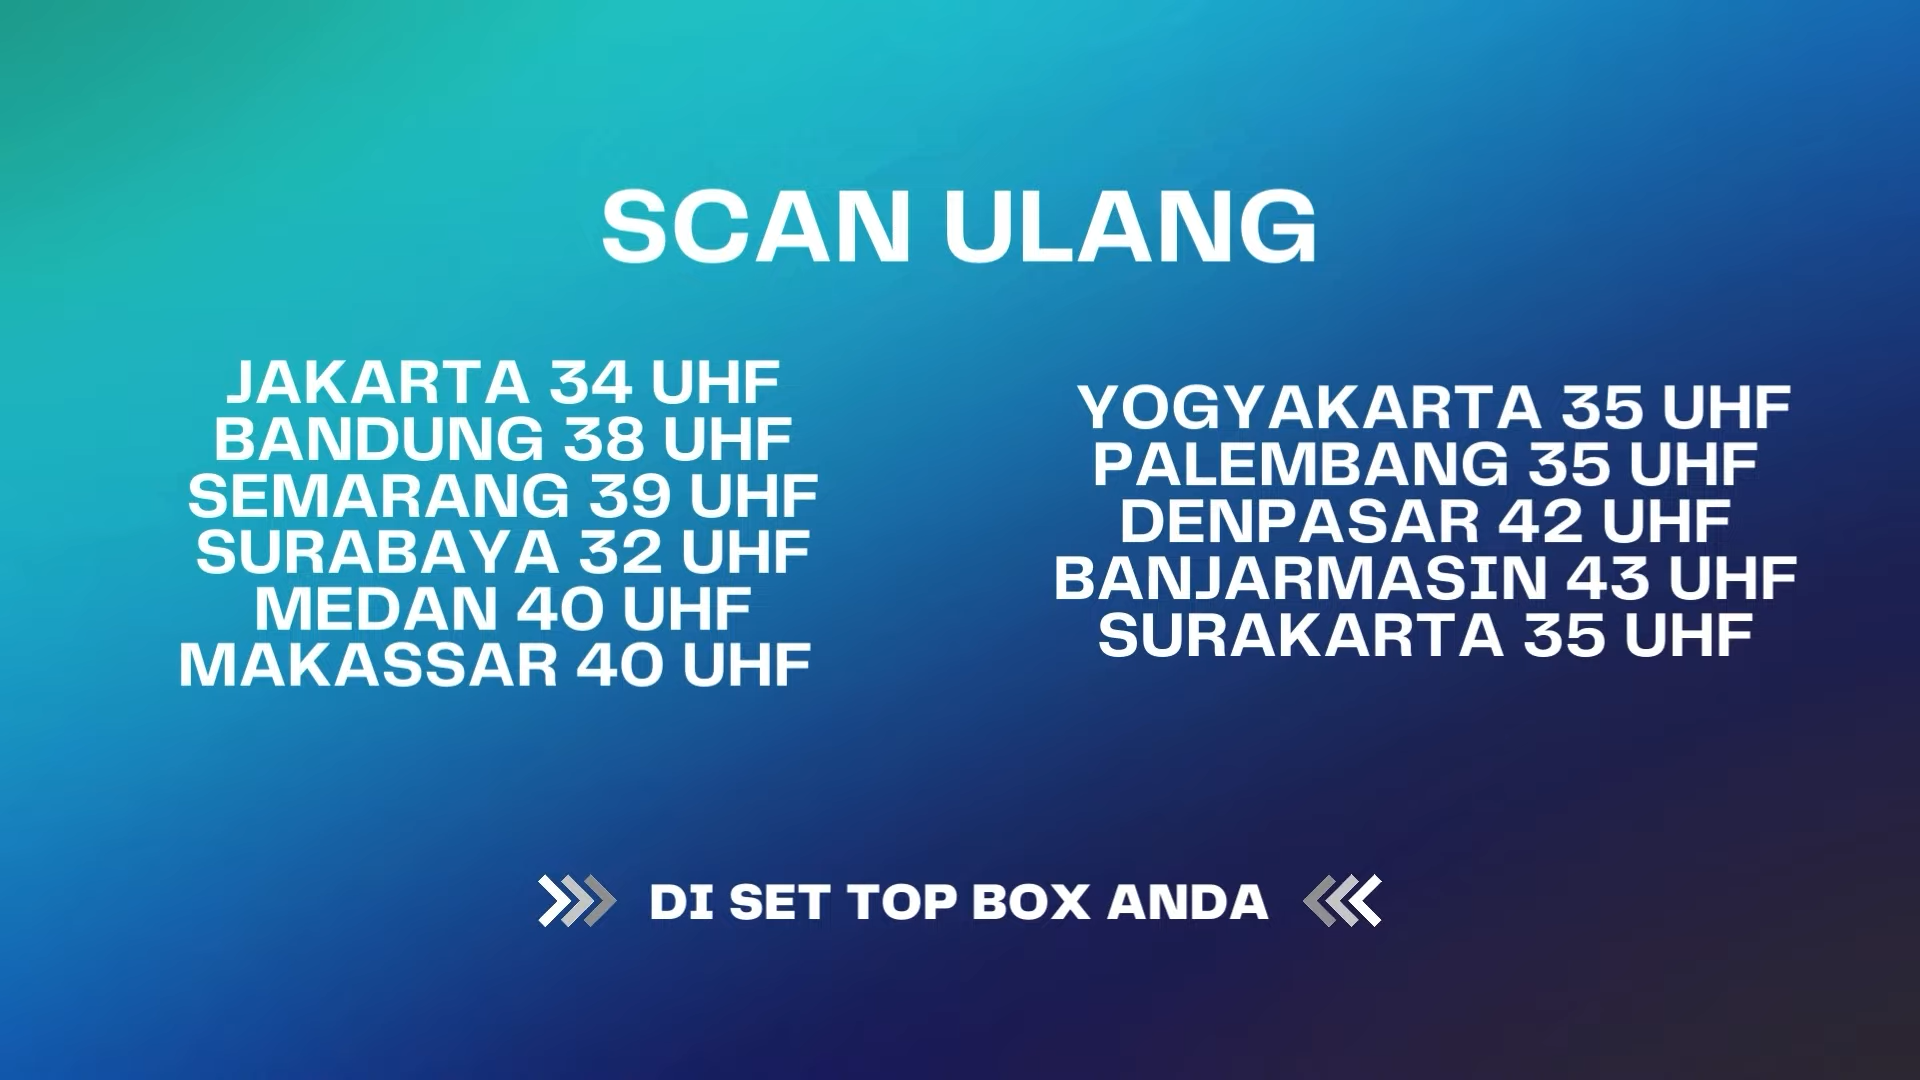 SCAN ULANG
JAKARTA 34 UHF
BANDUNG 38 UHF
SEMARANG 39 UHF
SURABAYA 32 UHF
MEDAN 40 UHF
MAKASSAR 40 UHF
YOGYAKARTA 35 UHF
PALEMBANG 35 UHF
DENPASAR 42 UHF
BANJARMASIN 43 UHF
SURAKARTA 35 UHF
DI SET TOP BOX ANDA